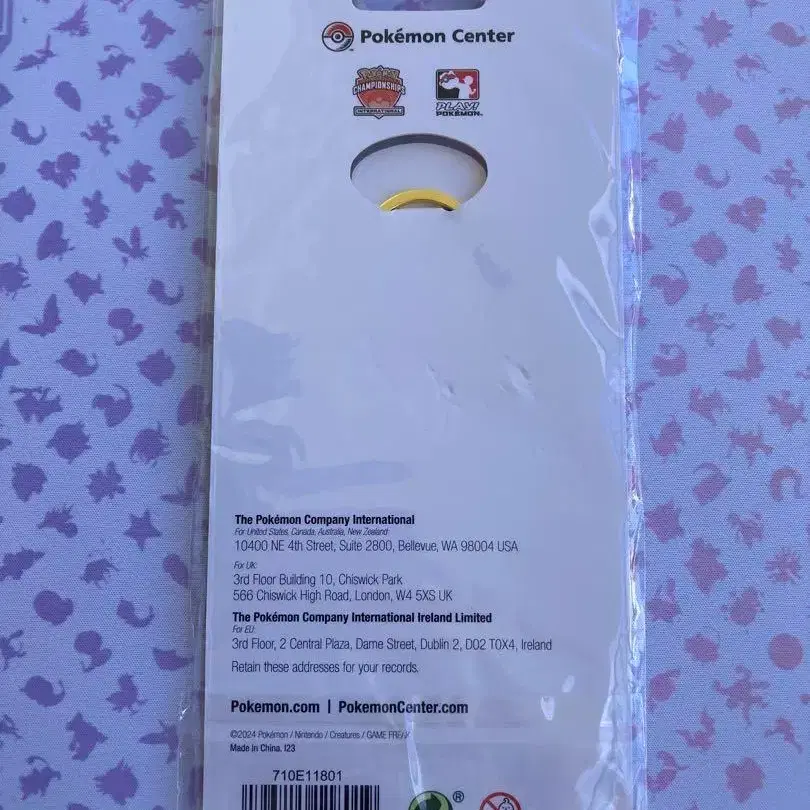 Pokémon Center
Pokémon
CHAMPIONSHIPS
INTERNATIONAL
PLAY!
POKÉMON
The Pokémon Company International
For United States, Canada, Australia, New Zealand:
10400 NE 4th Street, Suite 2800, Bellevue, WA 98004 USA
For UK:
3rd Floor Building 10, Chiswick Park
566 Chiswick High Road, London, W4 5XS UK
The Pokémon Company International Ireland Limited
For EU:
3rd Floor, 2 Central Plaza, Dame Street, Dublin 2, D02 T0X4, Ireland
Retain these addresses for your records.
Pokemon.com | PokemonCenter.com
©2024 Pokémon / Nintendo / Creatures / GAME FREAK
Made in China. I23
710E11801
®